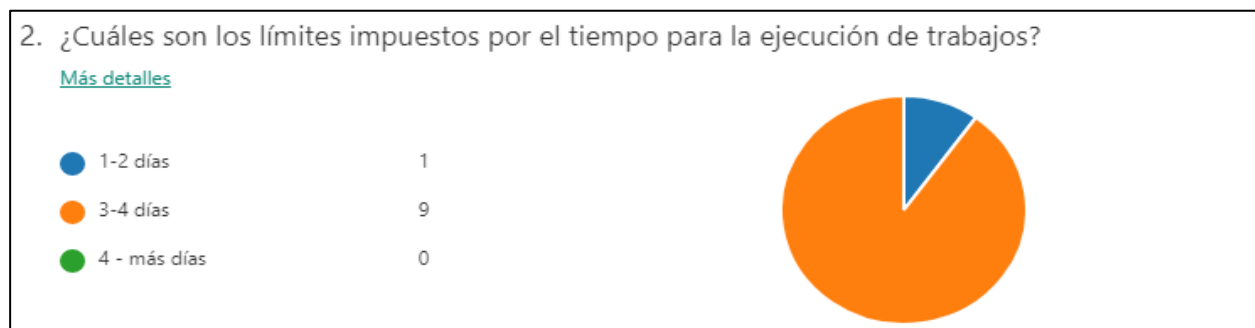 2. ¿Cuáles son los límites impuestos por el tiempo para la ejecución de trabajos?
Más detalles
1-2 días 1
3-4 días 9
4 - más días 0